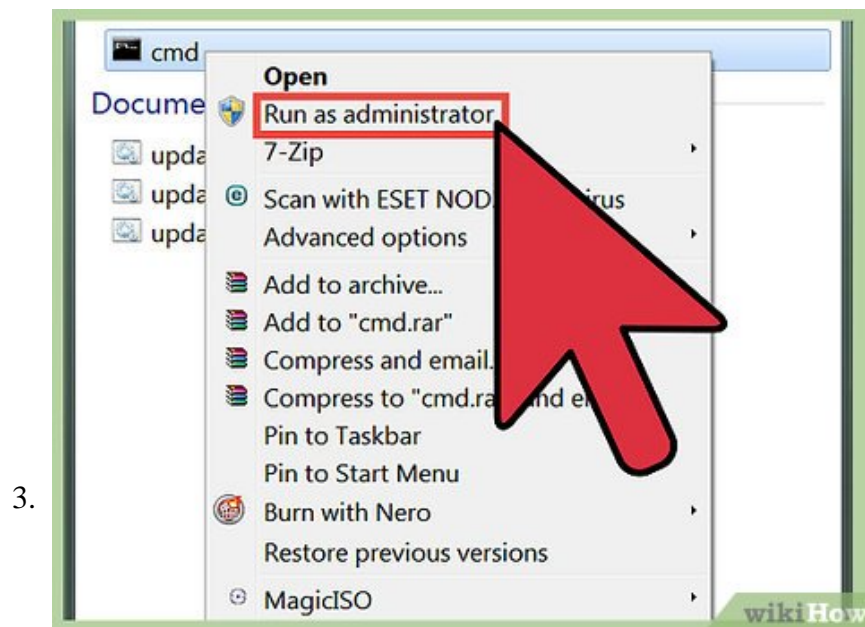 cmd
Open
Docume
Run as administrator
7-Zip
upda
upda
Scan with ESET NOD
rus
upda
Advanced options
Add to archive...
Add to "cmd.rar"
Compress and email.
Compress to "cmd.ra nd e
Pin to Taskbar
Pin to Start Menu
3.
Burn with Nero
Restore previous versions
MagicISO
wikiHow